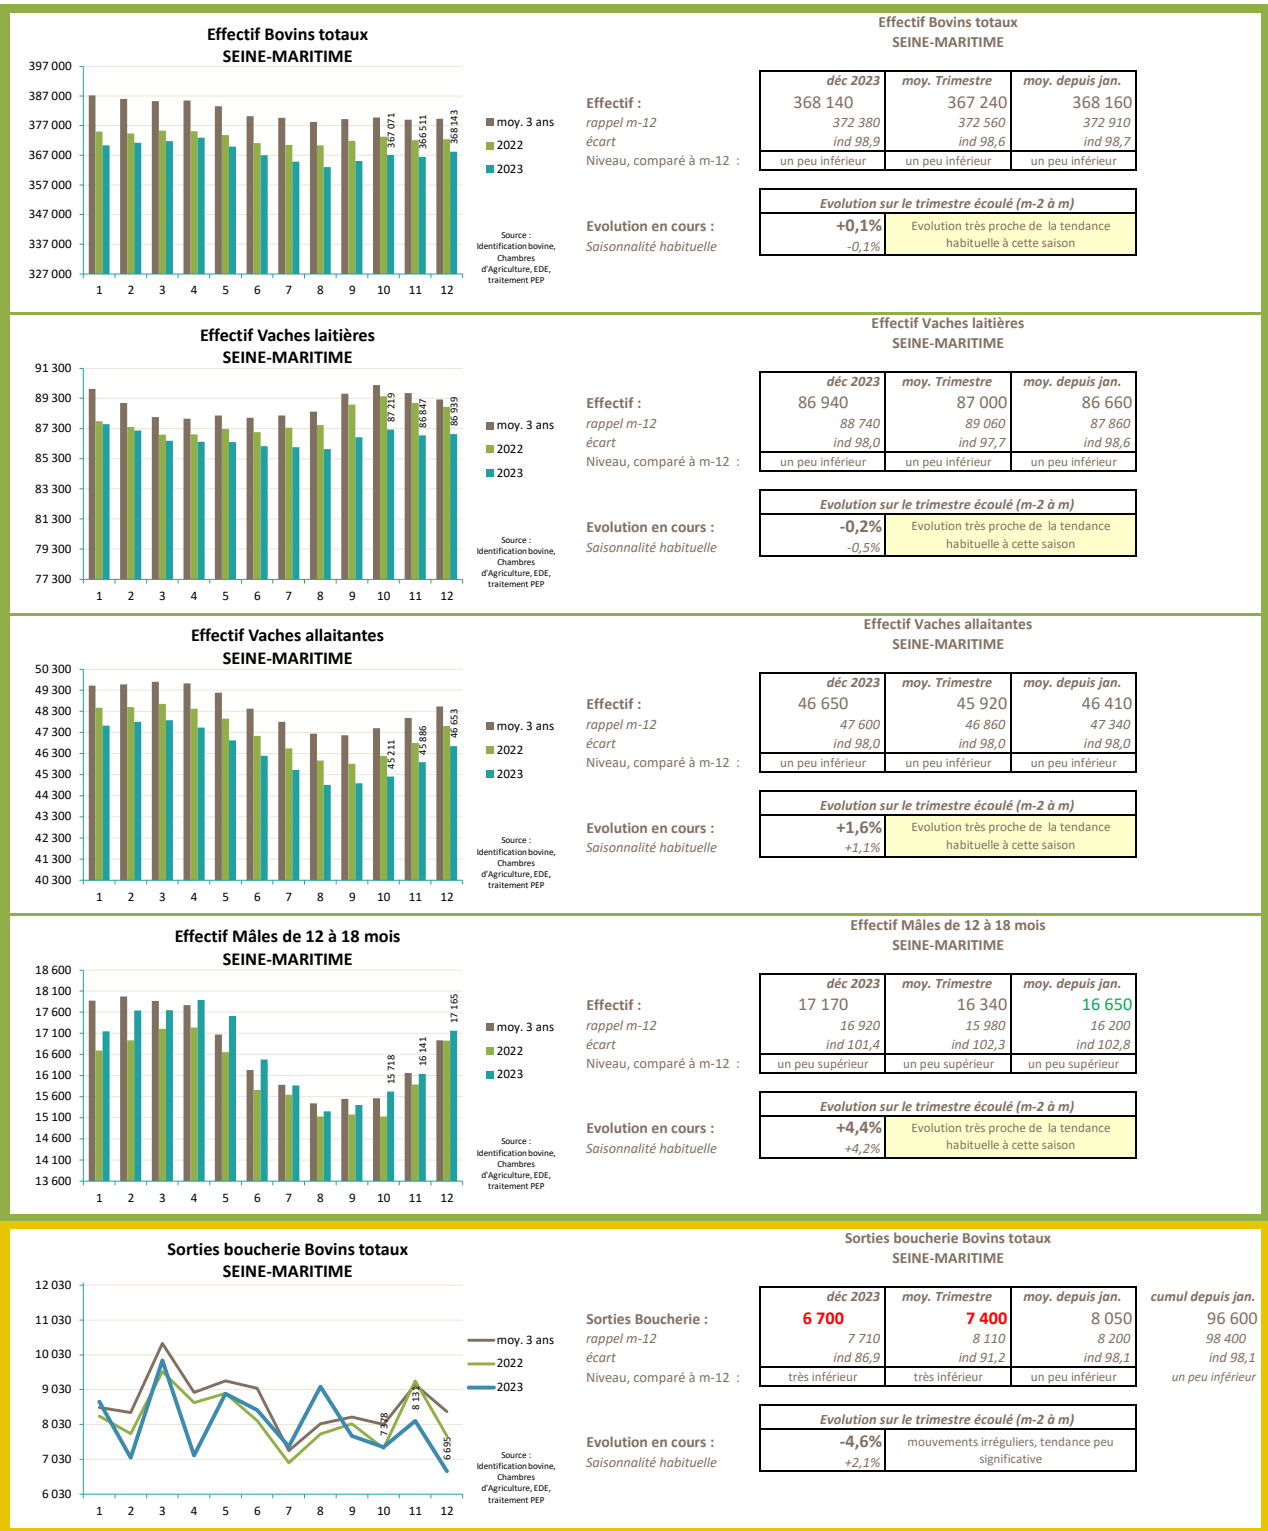 Effectif Bovins totaux
SEINE-MARITIME
397 000
387 000
377 000
367 000
357 000
347 000
337 000
327 000
1 2 3 4 5 6 7 8 9 10 11 12
367 071
366 511
368 143
moy. 3 ans
2022
2023
Source :
Identification bovine,
Chambres
d'Agriculture, EDE,
traitement PEP
Effectif Bovins totaux
SEINE-MARITIME
déc 2023 moy. Trimestre moy. depuis jan.
Effectif : 368 140 367 240 368 160
rappel m-12 372 380 372 560 372 910
écart ind 98,9 ind 98,6 ind 98,7
Niveau, comparé à m-12 : un peu inférieur un peu inférieur un peu inférieur
Evolution sur le trimestre écoulé (m-2 à m)
Evolution en cours : +0,1% Evolution très proche de la tendance
Saisonnalité habituelle -0,1% habituelle à cette saison
Effectif Vaches laitières
SEINE-MARITIME
91 300
89 300
87 300
85 300
83 300
81 300
79 300
77 300
1 2 3 4 5 6 7 8 9 10 11 12
87 219
86 847
86 939
moy. 3 ans
2022
2023
Source :
Identification bovine,
Chambres
d'Agriculture, EDE,
traitement PEP
Effectif Vaches laitières
SEINE-MARITIME
déc 2023 moy. Trimestre moy. depuis jan.
Effectif : 86 940 87 000 86 660
rappel m-12 88 740 89 060 87 860
écart ind 98,0 ind 97,7 ind 98,6
Niveau, comparé à m-12 : un peu inférieur un peu inférieur un peu inférieur
Evolution sur le trimestre écoulé (m-2 à m)
Evolution en cours : -0,2% Evolution très proche de la tendance
Saisonnalité habituelle -0,5% habituelle à cette saison
Effectif Vaches allaitantes
SEINE-MARITIME
50 300
49 300
48 300
47 300
46 300
45 300
44 300
43 300
42 300
41 300
40 300
1 2 3 4 5 6 7 8 9 10 11 12
45 211
45 886
46 653
moy. 3 ans
2022
2023
Source :
Identification bovine,
Chambres
d'Agriculture, EDE,
traitement PEP
Effectif Vaches allaitantes
SEINE-MARITIME
déc 2023 moy. Trimestre moy. depuis jan.
Effectif : 46 650 45 920 46 410
rappel m-12 47 600 46 860 47 340
écart ind 98,0 ind 98,0 ind 98,0
Niveau, comparé à m-12 : un peu inférieur un peu inférieur un peu inférieur
Evolution sur le trimestre écoulé (m-2 à m)
Evolution en cours : +1,6% Evolution très proche de la tendance
Saisonnalité habituelle +1,1% habituelle à cette saison
Effectif Mâles de 12 à 18 mois
SEINE-MARITIME
18 600
18 100
17 600
17 100
16 600
16 100
15 600
15 100
14 600
14 100
13 600
1 2 3 4 5 6 7 8 9 10 11 12
15 718
16 141
17 165
moy. 3 ans
2022
2023
Source :
Identification bovine,
Chambres
d'Agriculture, EDE,
traitement PEP
Effectif Mâles de 12 à 18 mois
SEINE-MARITIME
déc 2023 moy. Trimestre moy. depuis jan.
Effectif : 17 170 16 340 16 650
rappel m-12 16 920 15 980 16 200
écart ind 101,4 ind 102,3 ind 102,8
Niveau, comparé à m-12 : un peu supérieur un peu supérieur un peu supérieur
Evolution sur le trimestre écoulé (m-2 à m)
Evolution en cours : +4,4% Evolution très proche de la tendance
Saisonnalité habituelle +4,2% habituelle à cette saison
Sorties boucherie Bovins totaux
SEINE-MARITIME
12 030
11 030
10 030
9 030
8 030
7 030
6 030
1 2 3 4 5 6 7 8 9 10 11 12
7 378
8 131
6 695
moy. 3 ans
2022
2023
Source :
Identification bovine,
Chambres
d'Agriculture, EDE,
traitement PEP
Sorties boucherie Bovins totaux
SEINE-MARITIME
déc 2023 moy. Trimestre moy. depuis jan. cumul depuis jan.
Sorties Boucherie : 6 700 7 400 8 050 96 600
rappel m-12 7 710 8 110 8 200 98 400
écart ind 86,9 ind 91,2 ind 98,1 ind 98,1
Niveau, comparé à m-12 : très inférieur très inférieur un peu inférieur un peu inférieur
Evolution sur le trimestre écoulé (m-2 à m)
Evolution en cours : -4,6% mouvements irréguliers, tendance peu
Saisonnalité habituelle +2,1% significative